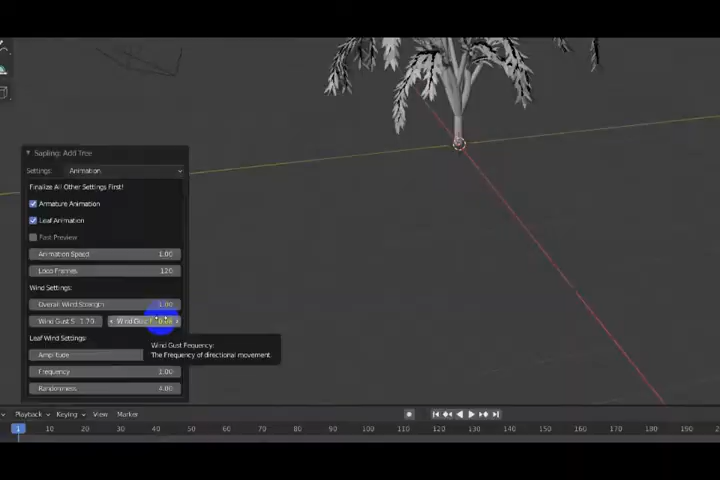 Sapling: Add Tree
Settings: Animation
Finalize All Other Settings First!
Armature Animation
Leaf Animation
Fast Preview
Animation Speed 1.00
Loop Frames 120
Wind Settings:
Overall Wind Strength 1.00
Wind Gust S 1.70 Wind Gust
Wind Gust Fequency:
The Frequency of directional movement.
Leaf Wind Settings:
Amplitude
Frequency 1.00
Randomness 4.00
Playback Keying View Marker
1 10 20 30 40 50 60 70 80 90 100 110 120 130 140 150 160 170 180 190